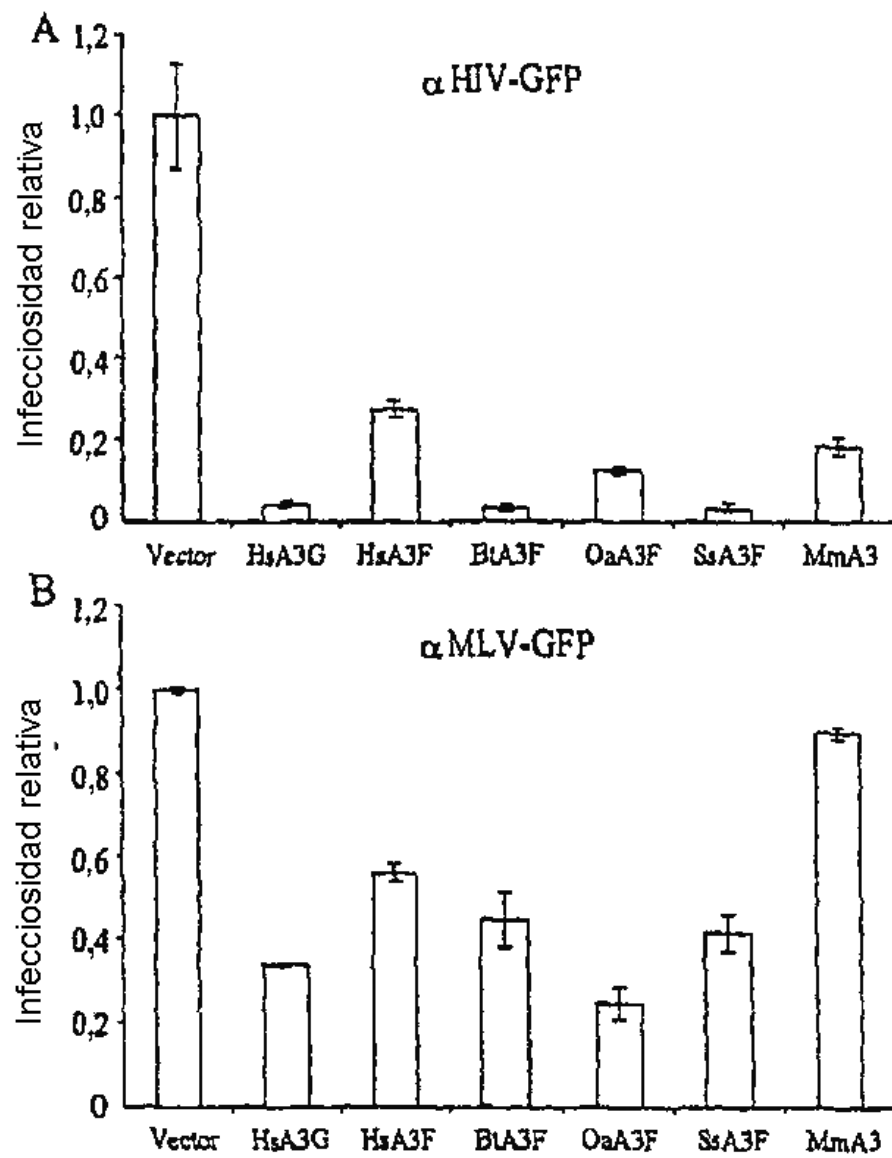 A
1,2
α HIV-GFP
1,0
0,8
0,6
0,4
0,2
0
Infecciosidad relativa
Vector HsA3G HsA3F BtA3F OaA3F SsA3F MmA3
B
1,2
α MLV-GFP
1,0
0,8
0,6
0,4
0,2
0
Infecciosidad relativa
Vector HsA3G HsA3F BtA3F OaA3F SsA3F MmA3